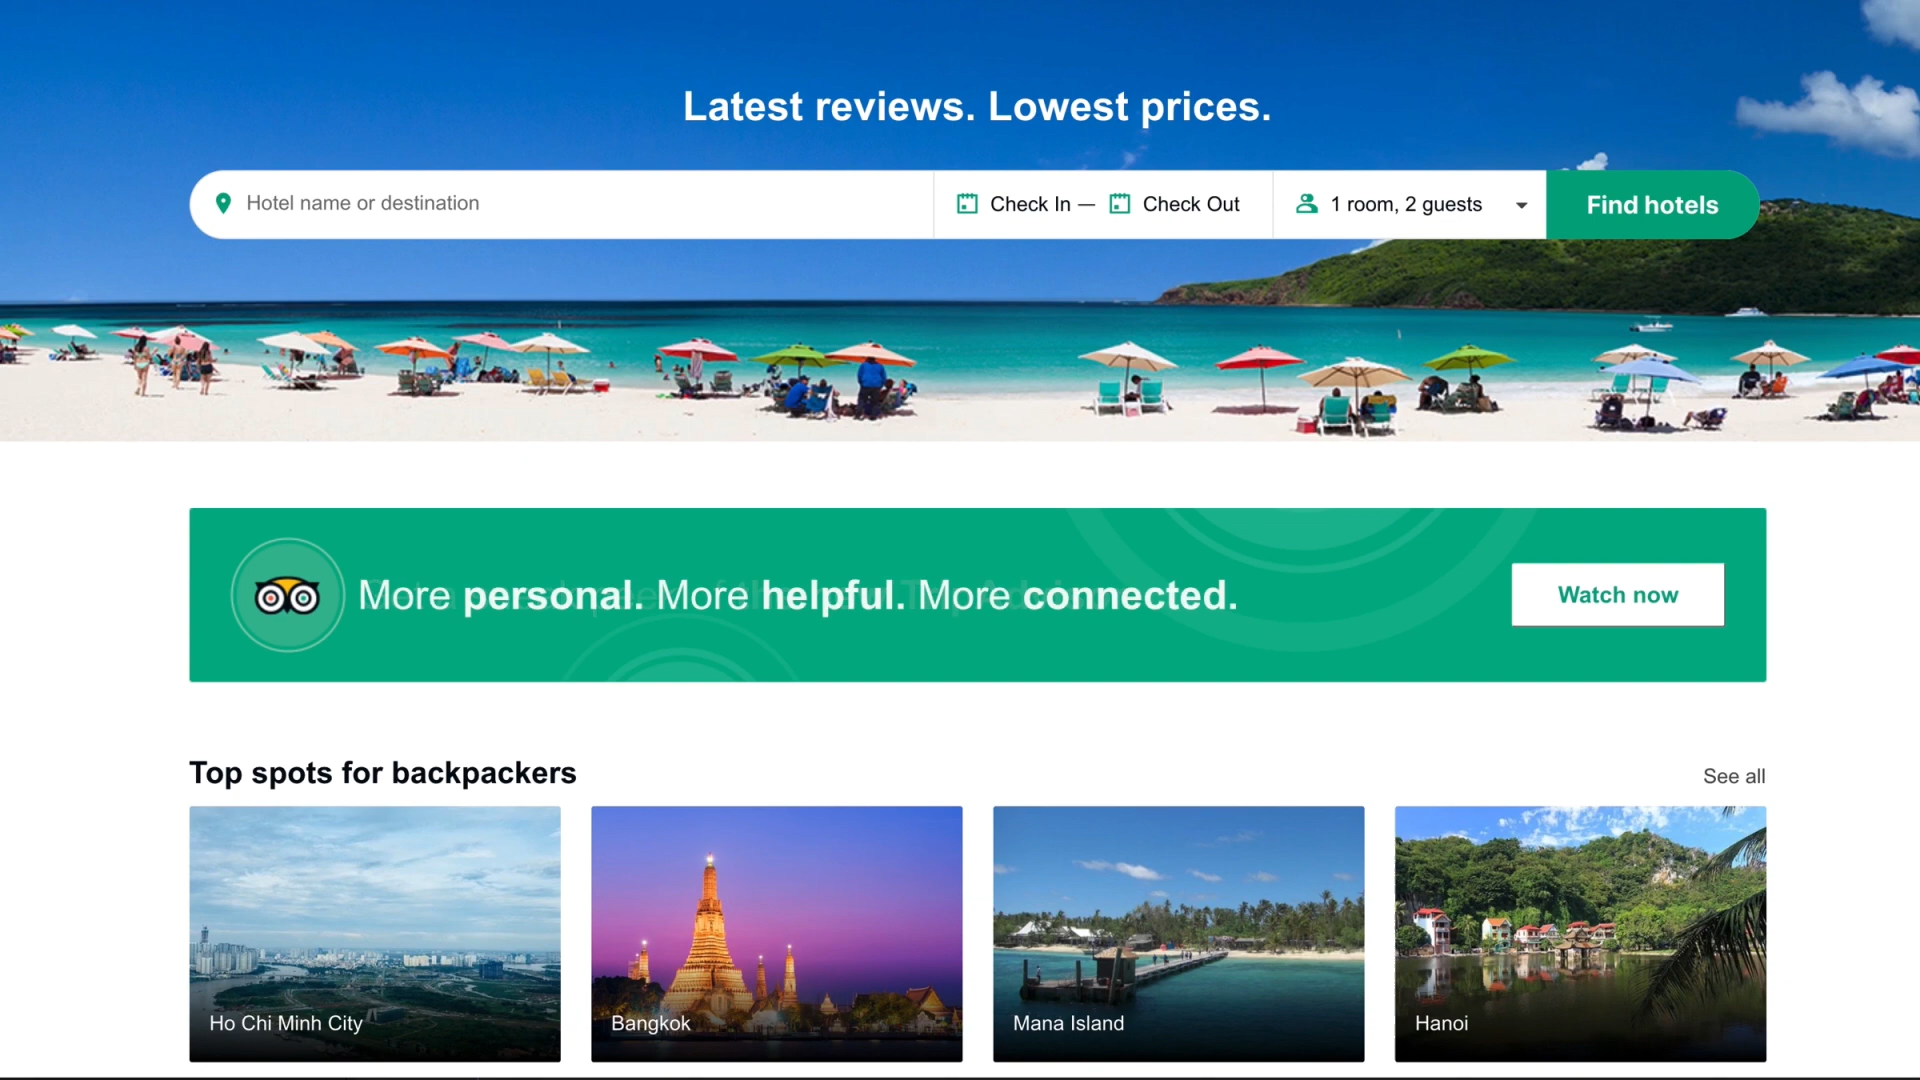 Latest reviews. Lowest prices.
Hotel name or destination
Check In — Check Out
1 room, 2 guests
Find hotels
More personal. More helpful. More connected.
Watch now
Top spots for backpackers
See all
Ho Chi Minh City
Bangkok
Mana Island
Hanoi